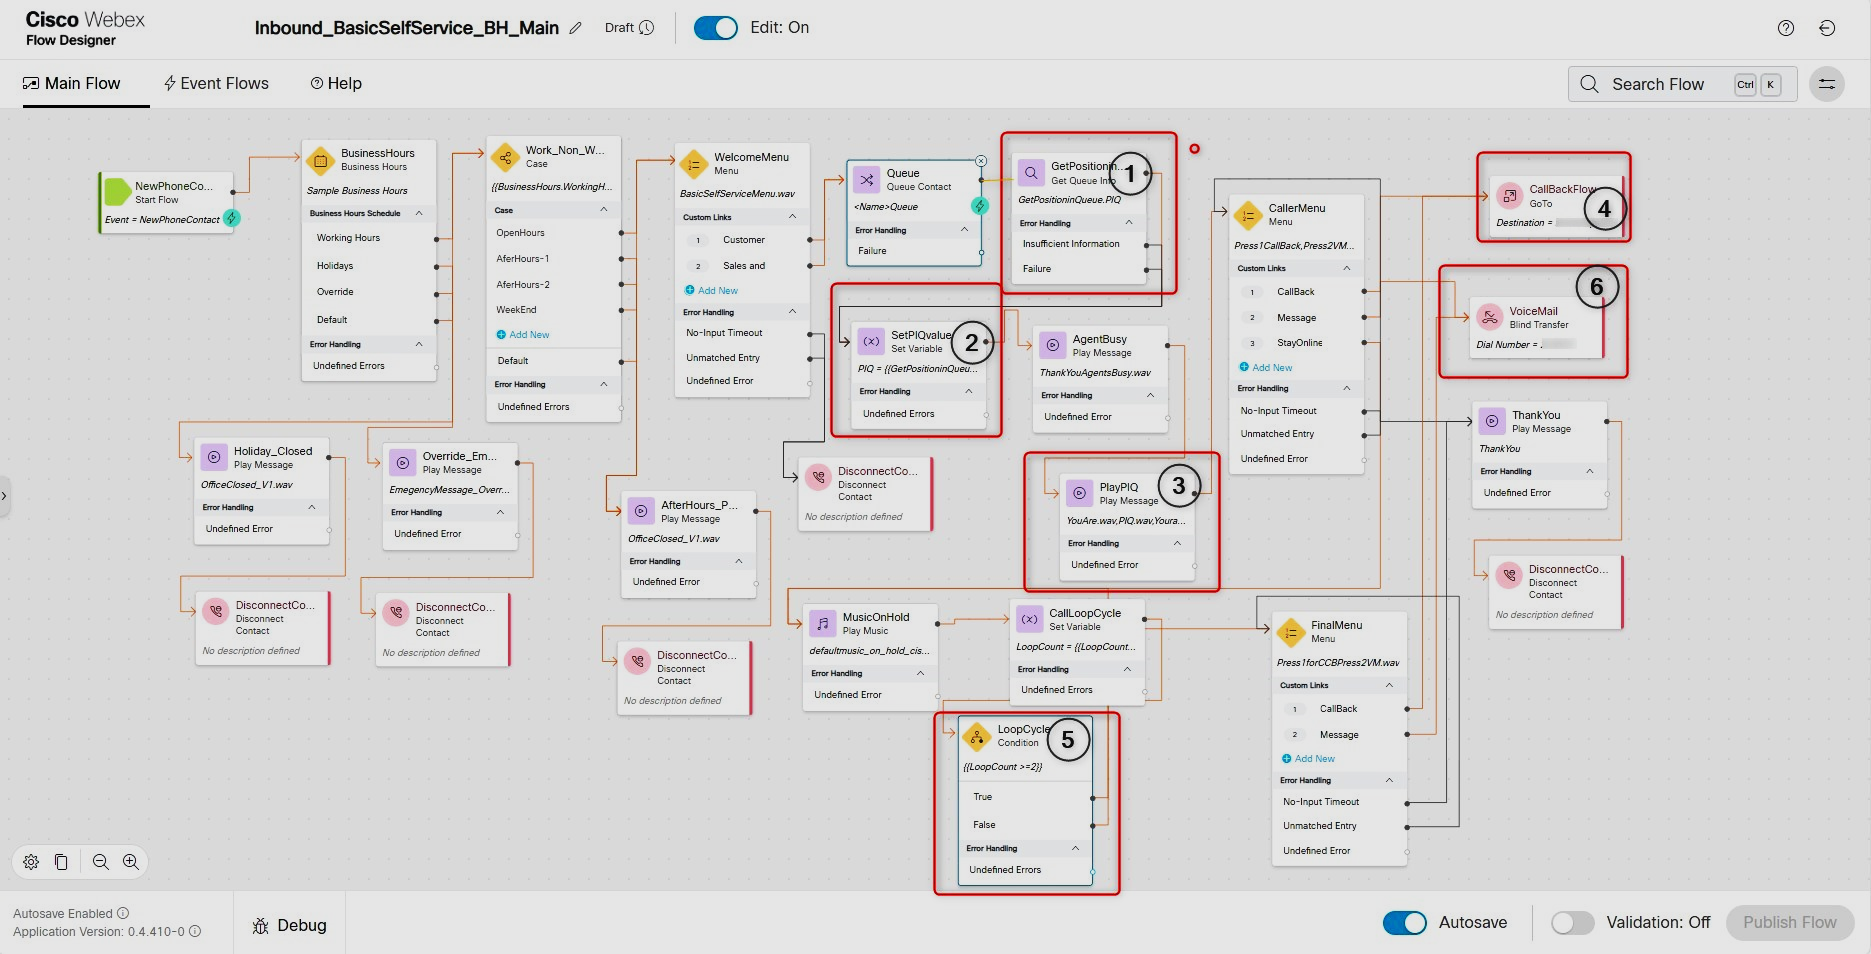 Cisco Webex
Flow Designer
Inbound_BasicSelfService_BH_Main
Draft
Edit: On
Main Flow
Event Flows
Help
Search Flow
Ctrl
K
NewPhoneCo...
Start Flow
Event = NewPhoneContact
BusinessHours
Business Hours
Sample Business Hours
Business Hours Schedule
Working Hours
Holidays
Override
Default
Error Handling
Undefined Errors
Work_Non_W...
Case
{{BusinessHours.WorkingH...
Case
OpenHours
AferHours-1
AferHours-2
WeekEnd
Add New
Default
Error Handling
Undefined Errors
WelcomeMenu
Menu
BasicSelfServiceMenu.wav
Custom Links
1 Customer
2 Sales and
Add New
Error Handling
No-Input Timeout
Unmatched Entry
Undefined Error
Queue
Queue Contact
<Name>Queue
Error Handling
Failure
GetPositionin...
Get Queue Info
1
GetPositioninQueue.PIQ
Error Handling
Insufficient Information
Failure
SetPIQvalue
Set Variable
2
PIQ = {{GetPositioninQueu...
Error Handling
Undefined Errors
AgentBusy
Play Message
ThankYouAgentsBusy.wav
Error Handling
Undefined Error
CallerMenu
Menu
Press1CallBack,Press2VM...
Custom Links
1 CallBack
2 Message
3 StayOnline
Add New
Error Handling
No-Input Timeout
Unmatched Entry
Undefined Error
CallBackFlow
GoTo
4
Destination =
VoiceMail
Blind Transfer
6
Dial Number =
ThankYou
Play Message
ThankYou
Error Handling
Undefined Error
Holiday_Closed
Play Message
OfficeClosed_V1.wav
Error Handling
Undefined Error
Override_Em...
Play Message
EmegencyMessage_Overr...
Error Handling
Undefined Error
AfterHours_P...
Play Message
OfficeClosed_V1.wav
Error Handling
Undefined Error
DisconnectCo...
Disconnect
Contact
No description defined
PlayPIQ
Play Message
3
YouAre.wav,PIQ.wav,Youra...
Error Handling
Undefined Error
DisconnectCo...
Disconnect
Contact
No description defined
DisconnectCo...
Disconnect
Contact
No description defined
DisconnectCo...
Disconnect
Contact
No description defined
DisconnectCo...
Disconnect
Contact
No description defined
MusicOnHold
Play Music
defaultmusic_on_hold_cis...
Error Handling
Undefined Error
CallLoopCycle
Set Variable
LoopCount = {{LoopCount...
Error Handling
Undefined Errors
FinalMenu
Menu
Press1forCCBPress2VM.wav
Custom Links
1 CallBack
2 Message
Add New
Error Handling
No-Input Timeout
Unmatched Entry
Undefined Error
LoopCycle
Condition
5
{{LoopCount >=2}}
True
False
Error Handling
Undefined Errors
Autosave Enabled
Application Version: 0.4.410-0
Debug
Autosave
Validation: Off
Publish Flow